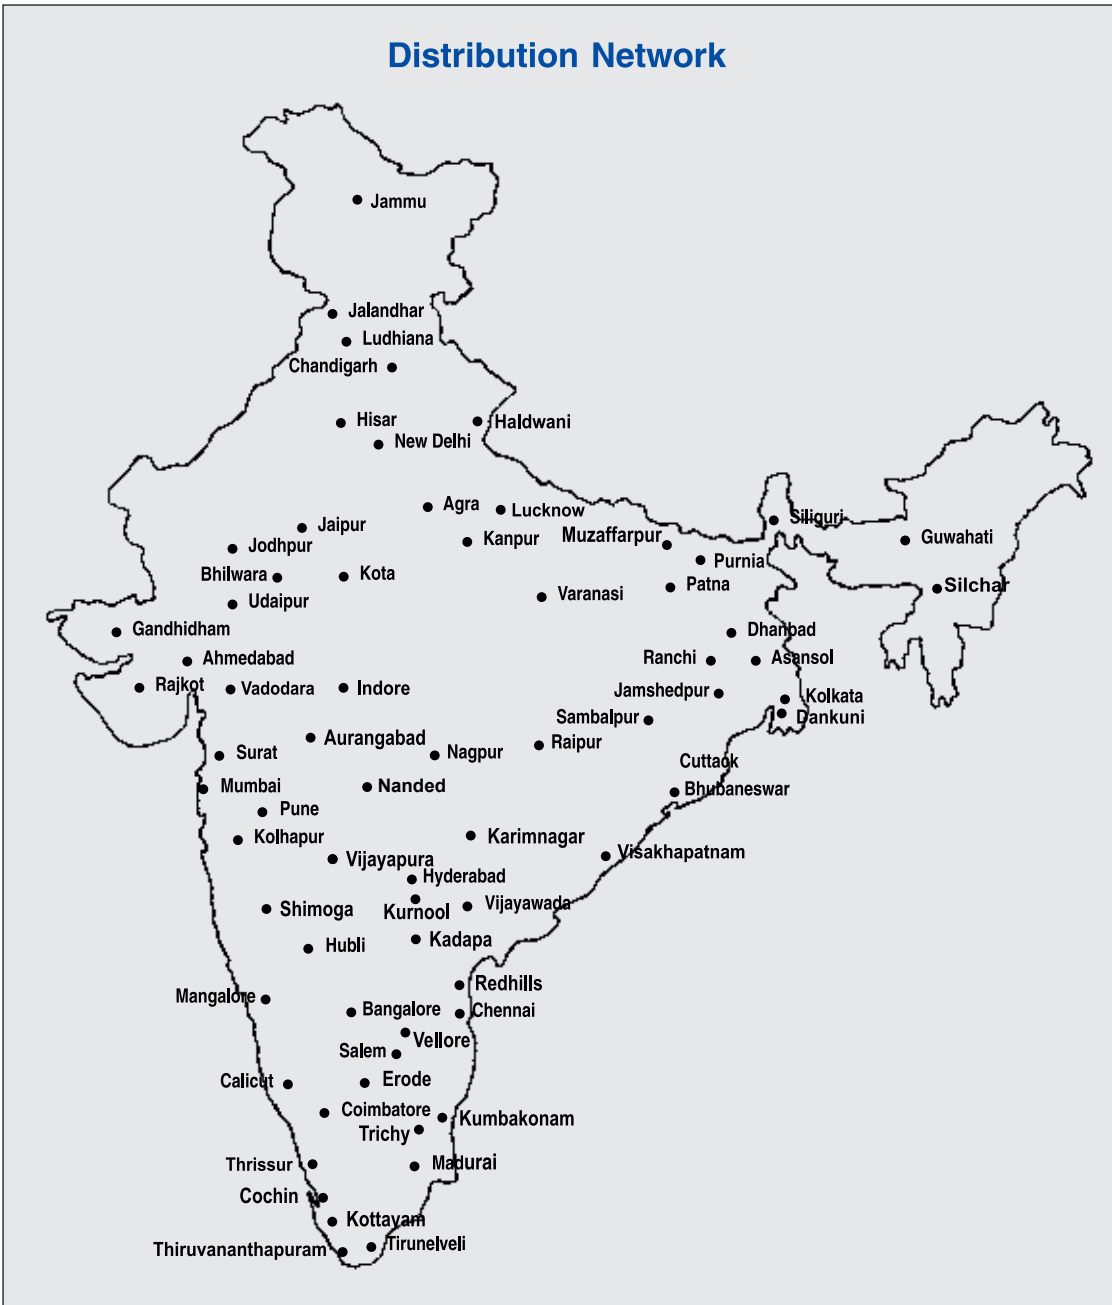 Distribution Network
Jammu
Jalandhar
Ludhiana
Chandigarh
Hisar
Haldwani
New Delhi
Agra
Lucknow
Siliguri
Jaipur
Kanpur
Muzaffarpur
Guwahati
Jodhpur
Purnia
Bhilwara
Kota
Patna
Silchar
Udaipur
Varanasi
Gandhidham
Dhanbad
Ahmedabad
Ranchi
Asansol
Rajkot
Vadodara
Indore
Jamshedpur
Kolkata
Sambalpur
Dankuni
Aurangabad
Raipur
Surat
Nagpur
Cuttack
Mumbai
Nanded
Bhubaneswar
Pune
Kolhapur
Karimnagar
Vijayapura
Visakhapatnam
Hyderabad
Shimoga
Kurnool
Vijayawada
Hubli
Kadapa
Redhills
Mangalore
Bangalore
Chennai
Vellore
Salem
Calicut
Erode
Coimbatore
Kumbakonam
Trichy
Thrissur
Madurai
Cochin
Kottayam
Thiruvananthapuram
Tirunelveli